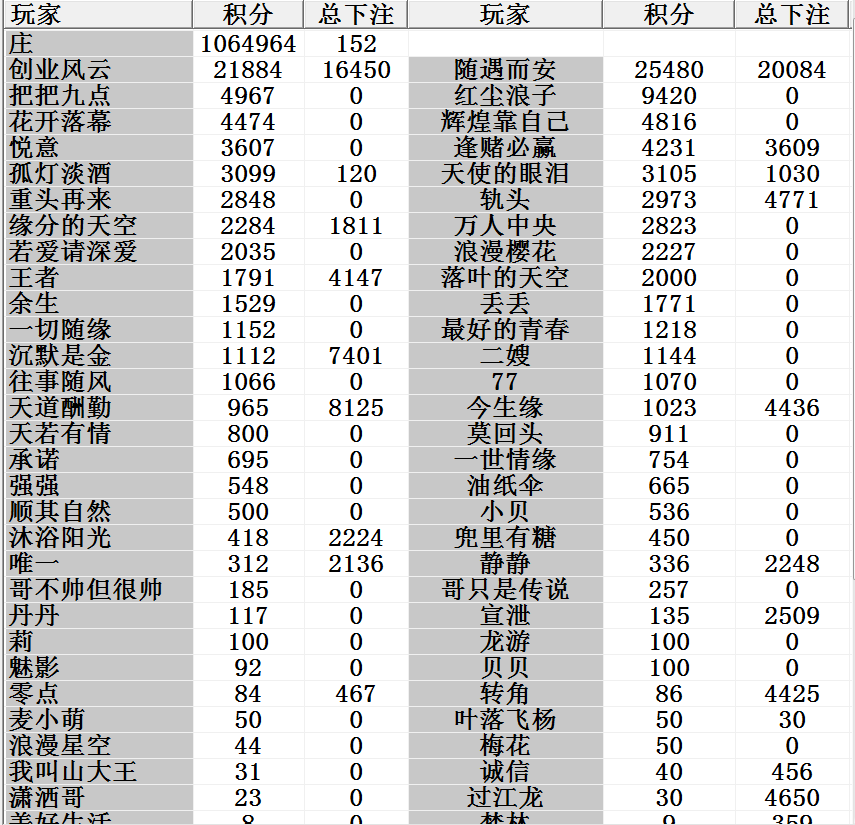 玩家 积分 总下注 玩家 积分 总下注
庄 1064964 152
创业风云 21884 16450 随遇而安 25480 20084
把把九点 4967 0 红尘浪子 9420 0
花开落幕 4474 0 辉煌靠自己 4816 0
悦意 3607 0 逢赌必赢 4231 3609
孤灯淡酒 3099 120 天使的眼泪 3105 1030
重头再来 2848 0 轨头 2973 4771
缘分的天空 2284 1811 万人中央 2823 0
若爱请深爱 2035 0 浪漫樱花 2227 0
王者 1791 4147 落叶的天空 2000 0
余生 1529 0 丢丢 1771 0
一切随缘 1152 0 最好的青春 1218 0
沉默是金 1112 7401 二嫂 1144 0
往事随风 1066 0 77 1070 0
天道酬勤 965 8125 今生缘 1023 4436
天若有情 800 0 莫回头 911 0
承诺 695 0 一世情缘 754 0
强强 548 0 油纸伞 665 0
顺其自然 500 0 小贝 536 0
沐浴阳光 418 2224 兜里有糖 450 0
唯一 312 2136 静静 336 2248
哥不帅但很帅 185 0 哥只是传说 257 0
丹丹 117 0 宣泄 135 2509
莉 100 0 龙游 100 0
魅影 92 0 贝贝 100 0
零点 84 467 转角 86 4425
麦小萌 50 0 叶落飞杨 50 30
浪漫星空 44 0 梅花 50 0
我叫山大王 31 0 诚信 40 456
潇洒哥 23 0 过江龙 30 4650
美好生活 8 0 梦林 9 359